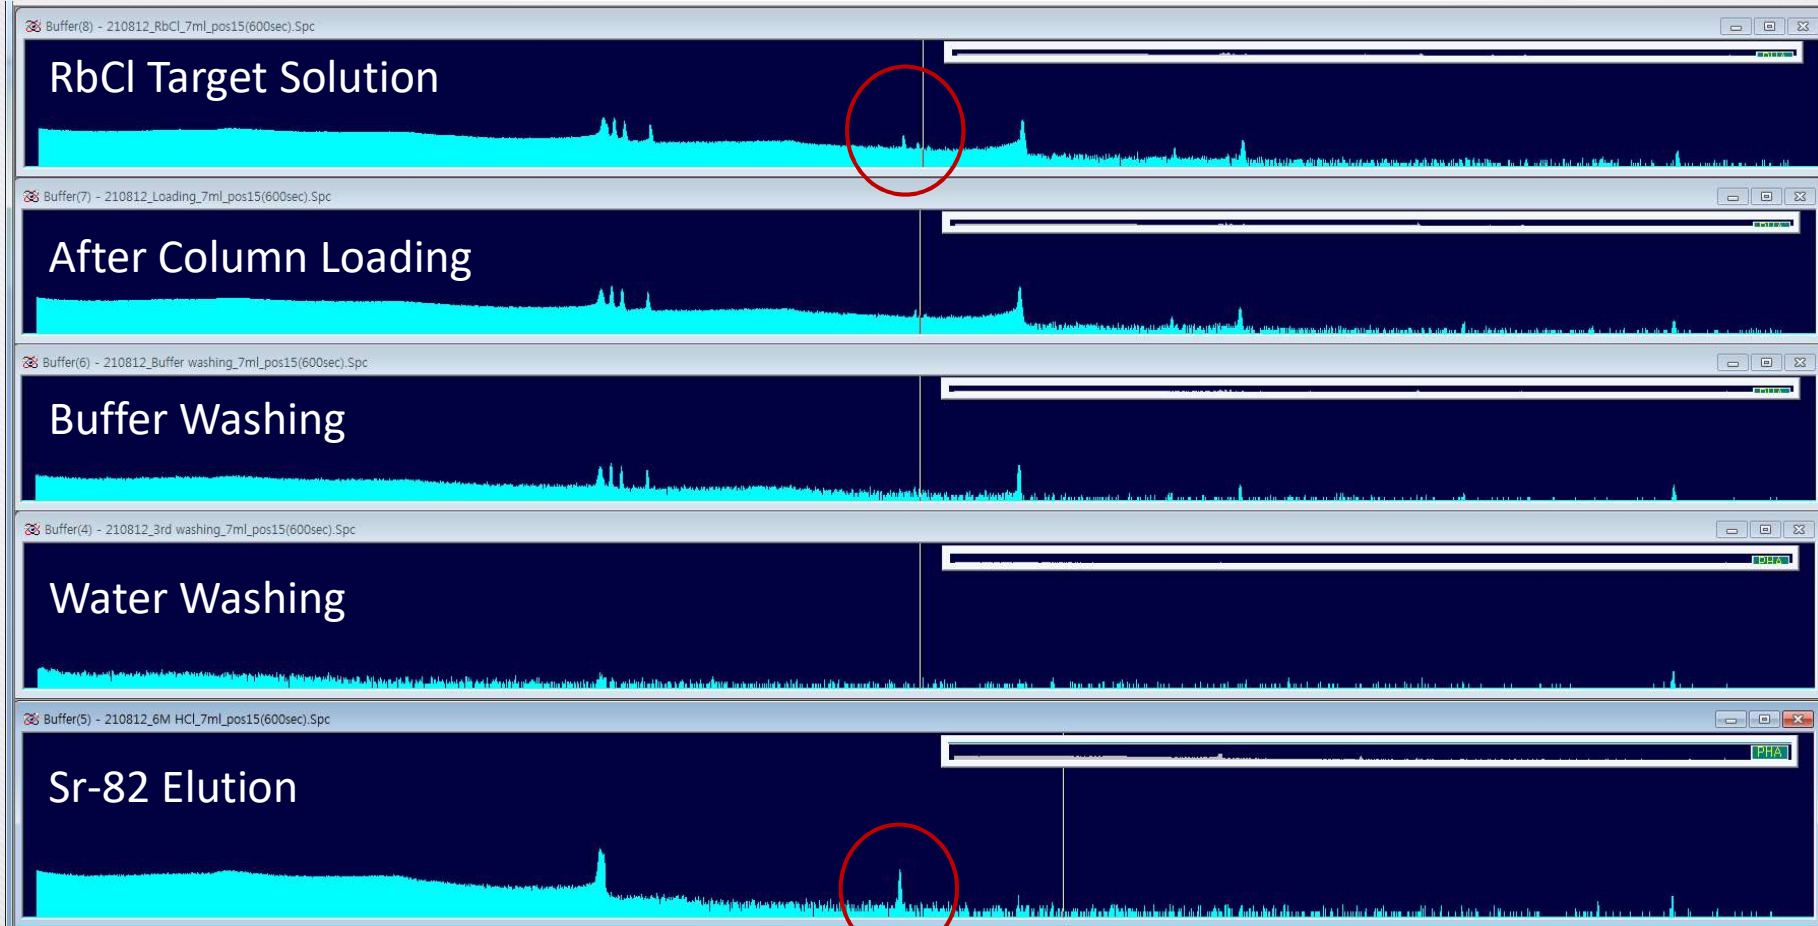 Buffer(8) - 210812_RbCl_7ml_pos15(600sec).Spc
RbCl Target Solution
Buffer(7) - 210812_Loading_7ml_pos15(600sec).Spc
After Column Loading
Buffer(6) - 210812_Buffer washing_7ml_pos15(600sec).Spc
Buffer Washing
Buffer(4) - 210812_3rd washing_7ml_pos15(600sec).Spc
PHA
Water Washing
Buffer(5) - 210812_6M HCl_7ml_pos15(600sec).Spc
PHA
Sr-82 Elution